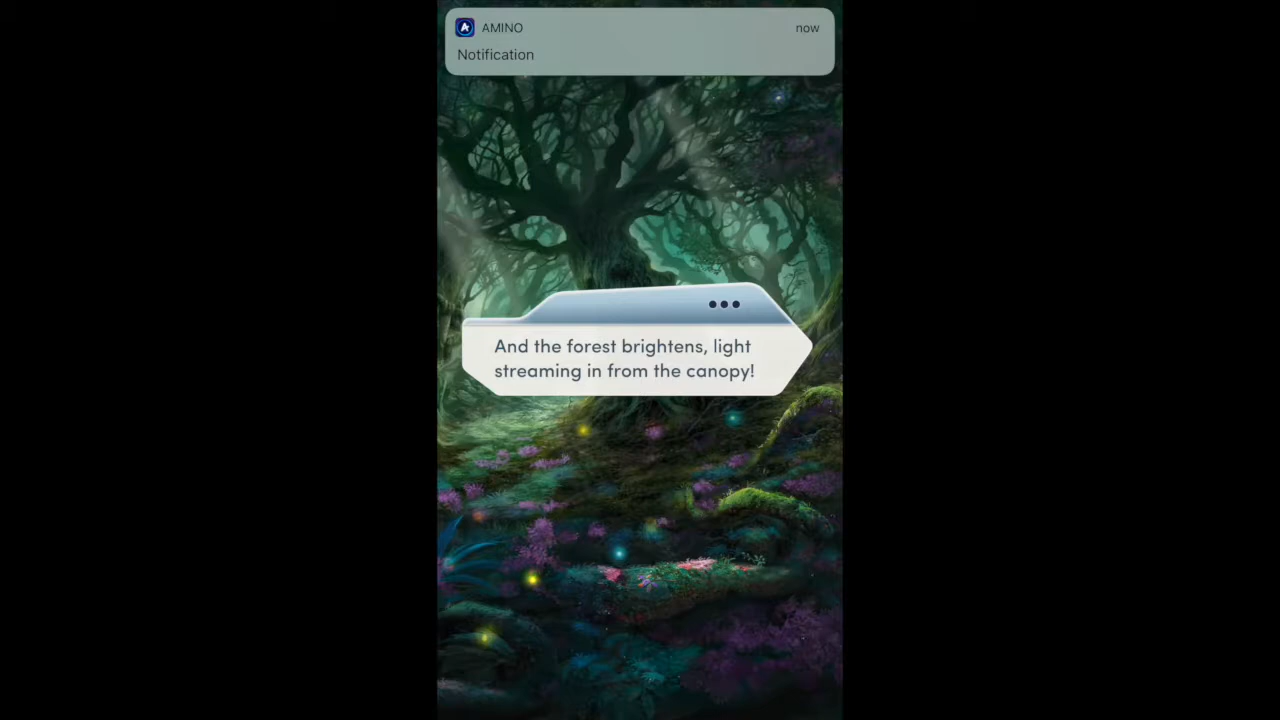 AMINO now
Notification
And the forest brightens, light
streaming in from the canopy!